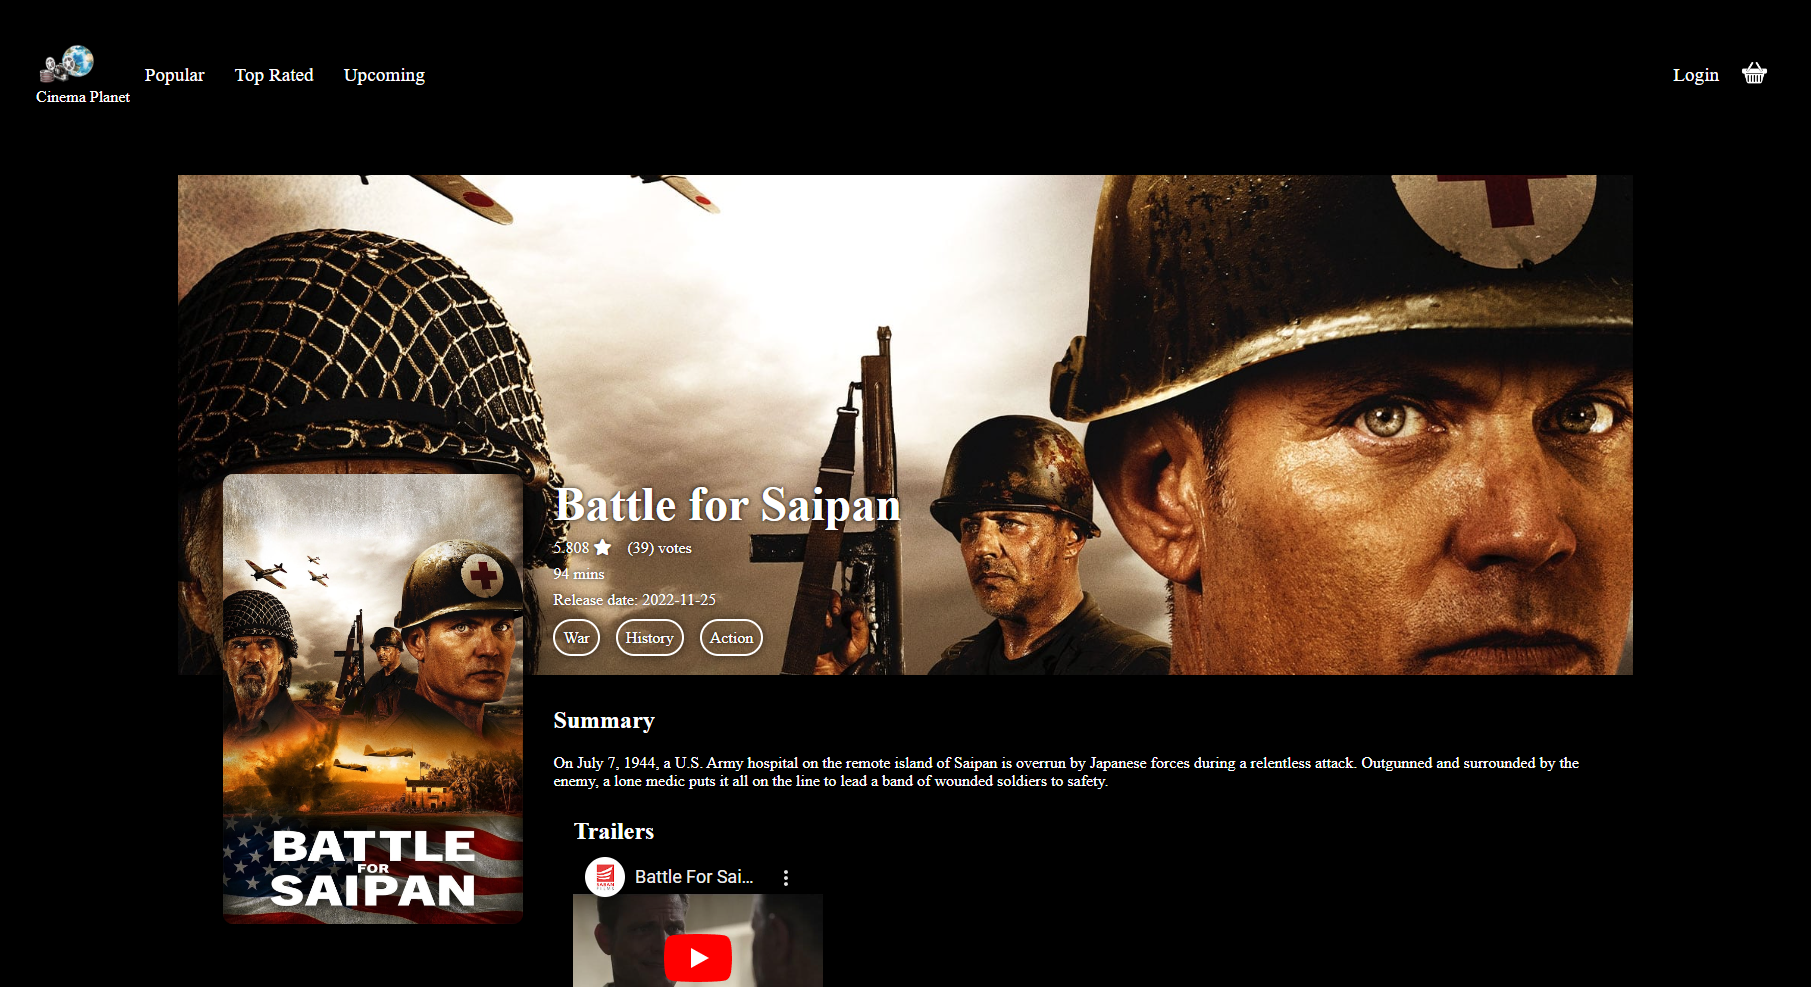 Cinema Planet
Popular
Top Rated
Upcoming
Login
Battle for Saipan
5.808 (39) votes
94 mins
Release date: 2022-11-25
War
History
Action
BATTLE
FOR
SAIPAN
Summary
On July 7, 1944, a U.S. Army hospital on the remote island of Saipan is overrun by Japanese forces during a relentless attack. Outgunned and surrounded by the
enemy, a lone medic puts it all on the line to lead a band of wounded soldiers to safety.
Trailers
SABAN
FILMS
Battle For Sai...